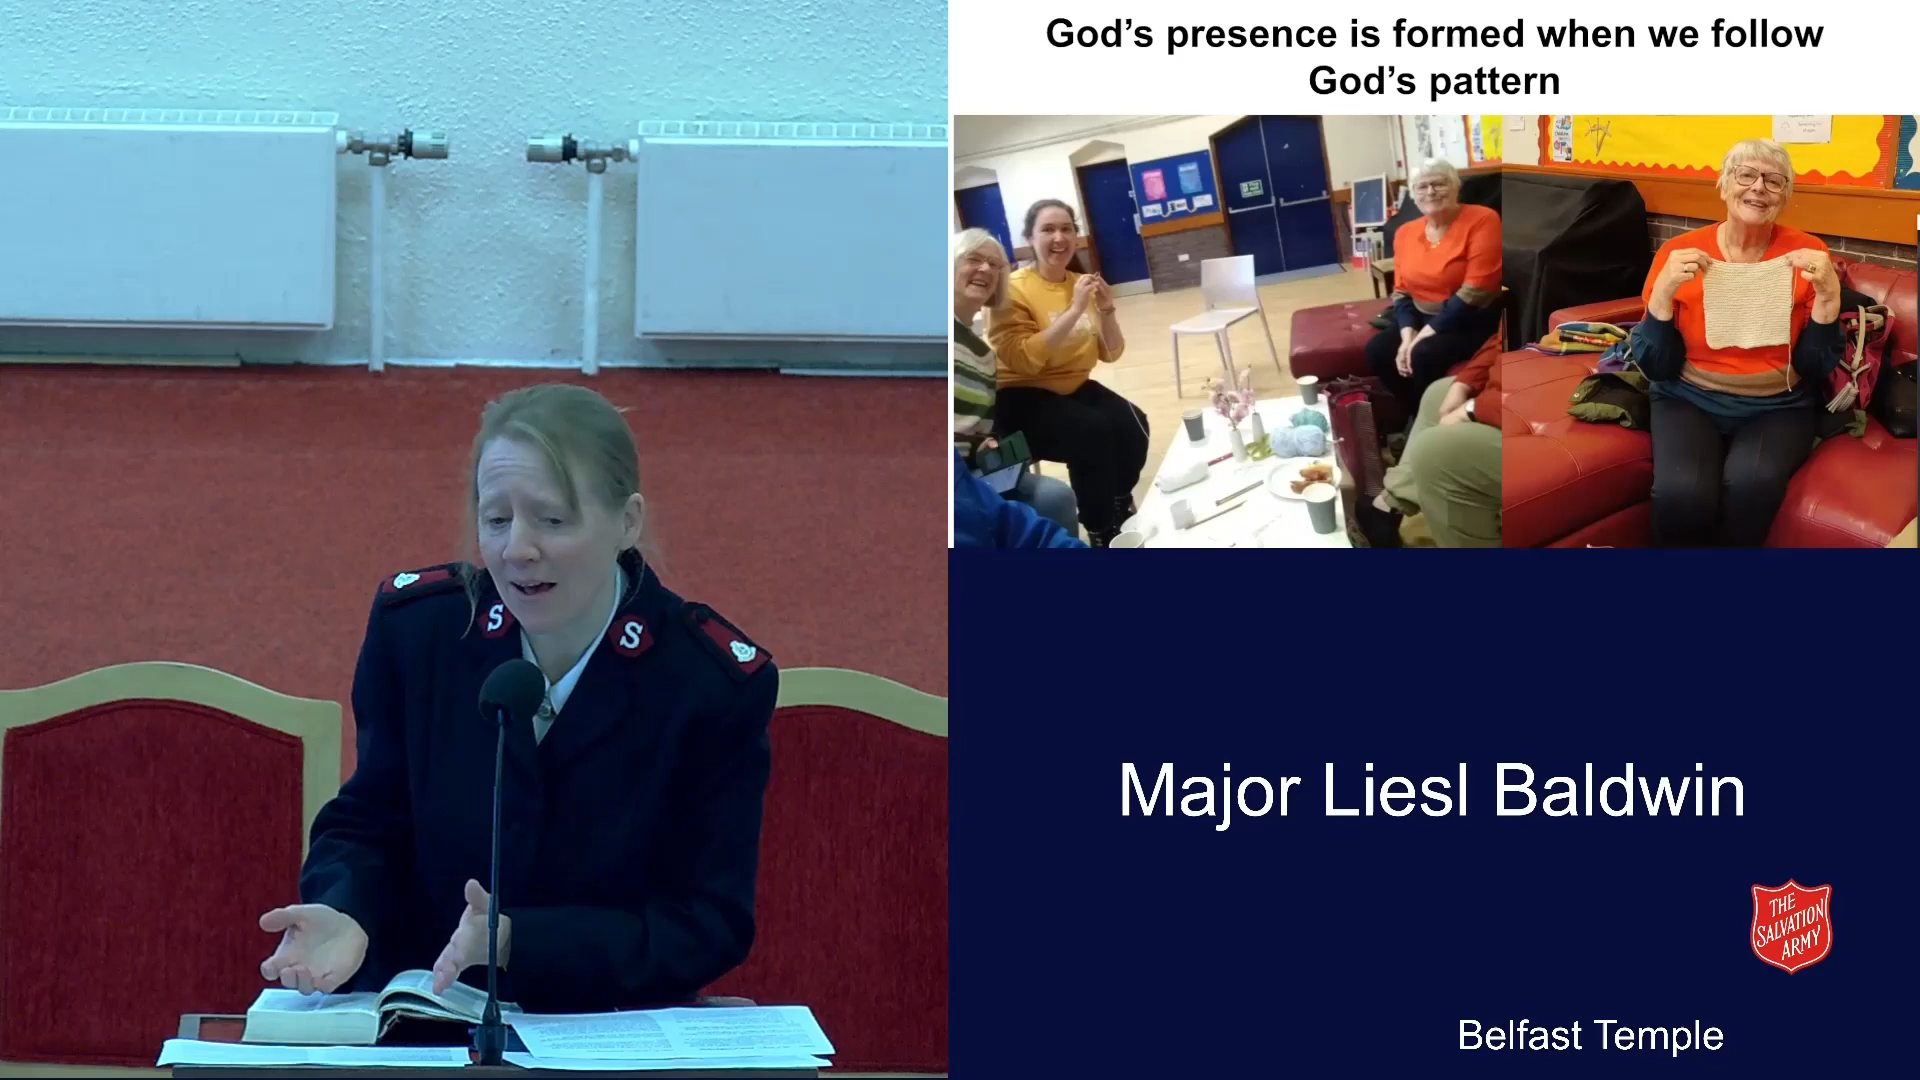 God’s presence is formed when we follow
God’s pattern
S
S
Major Liesl Baldwin
THE
SALVATION
ARMY
Belfast Temple